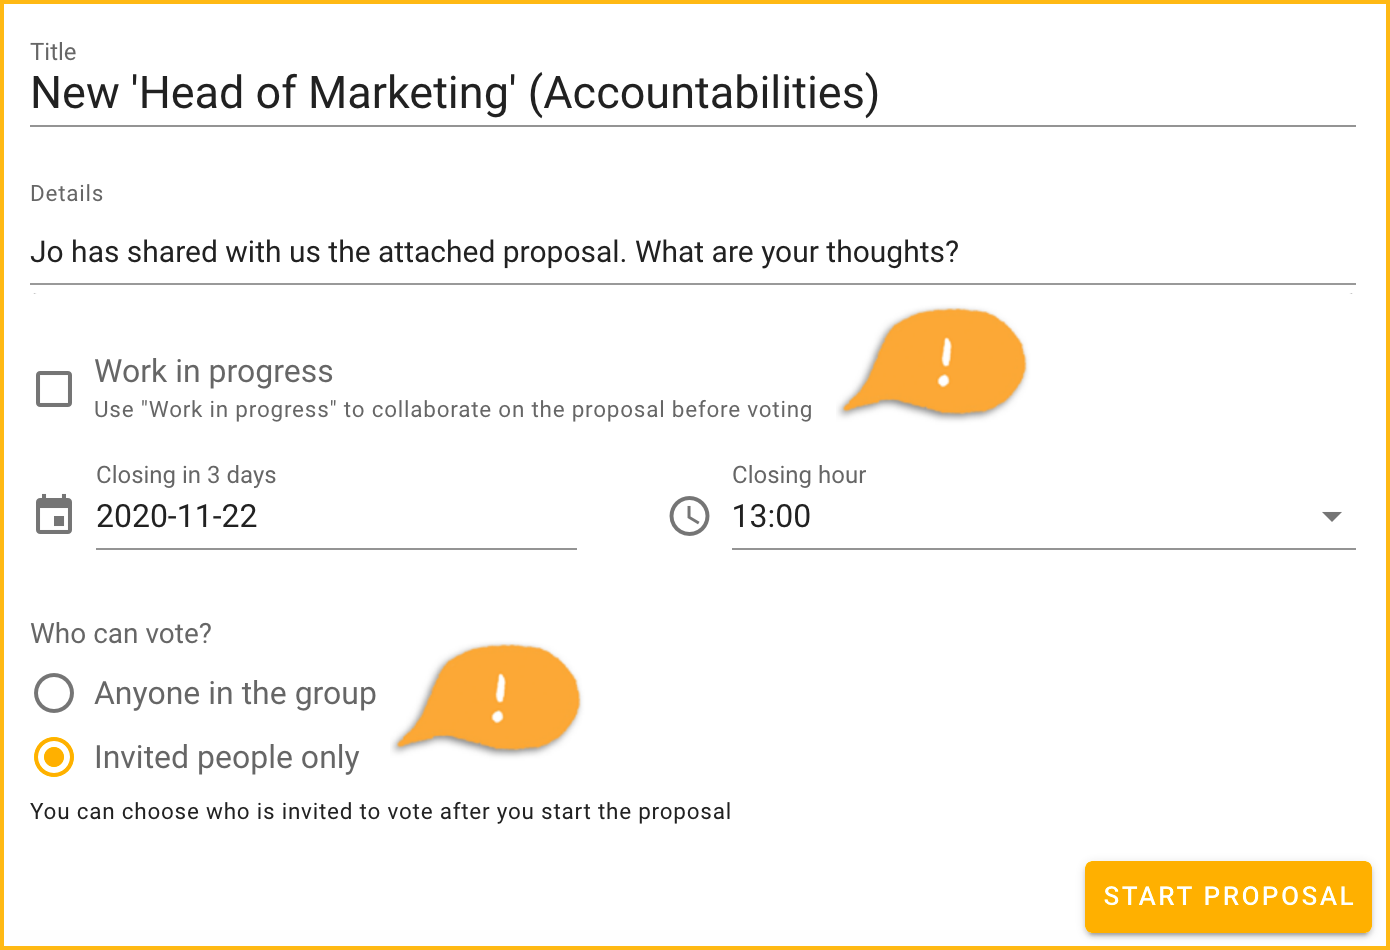 Title
New 'Head of Marketing' (Accountabilities)
Details
Jo has shared with us the attached proposal. What are your thoughts?
!
Work in progress
Use "Work in progress" to collaborate on the proposal before voting
Closing in 3 days
Closing hour
2020-11-22
13:00
Who can vote?
!
Anyone in the group
Invited people only
You can choose who is invited to vote after you start the proposal
START PROPOSAL